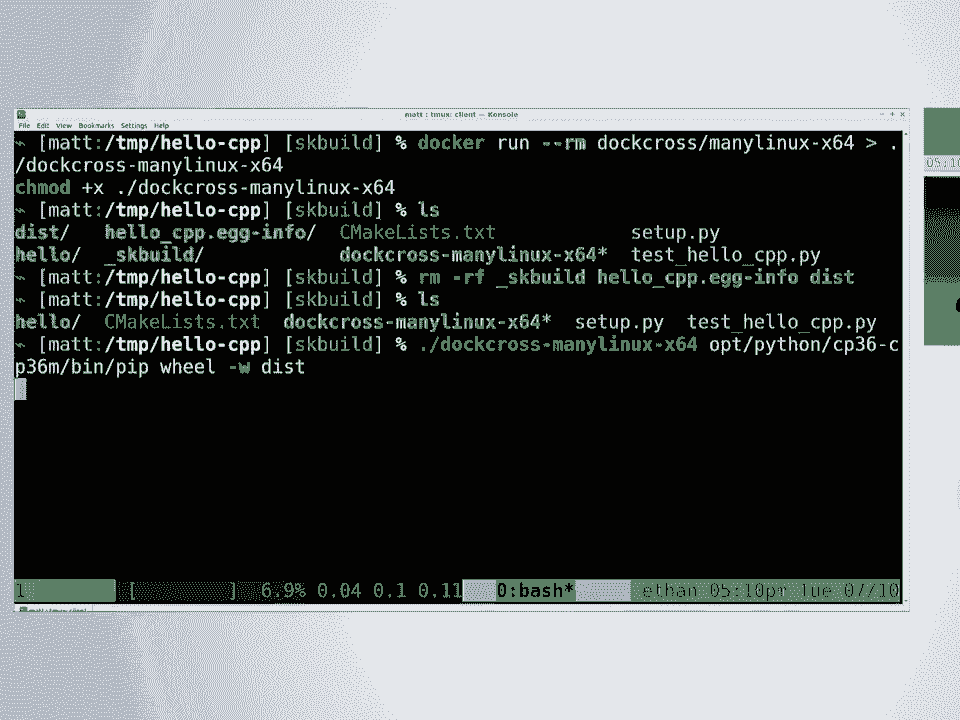 matt : tmux: client — Konsole
File Edit View Bookmarks Settings Help
~ [matt:/tmp/hello-cpp] [skbuild] % docker run --rm dockcross/manylinux-x64 > .
/dockcross-manylinux-x64
chmod +x ./dockcross-manylinux-x64
~ [matt:/tmp/hello-cpp] [skbuild] % ls
dist/ hello_cpp.egg-info/ CMakeLists.txt setup.py
hello/ _skbuild/ dockcross-manylinux-x64* test_hello_cpp.py
~ [matt:/tmp/hello-cpp] [skbuild] % rm -rf _skbuild hello_cpp.egg-info dist
~ [matt:/tmp/hello-cpp] [skbuild] % ls
hello/ CMakeLists.txt dockcross-manylinux-x64* setup.py test_hello_cpp.py
~ [matt:/tmp/hello-cpp] [skbuild] % ./dockcross-manylinux-x64 opt/python/cp36-c
p36m/bin/pip wheel -w dist
1 [ ] 6.9% 0.04 0.1 0.11 0:bash* ethan 05:10pm Tue 07/10